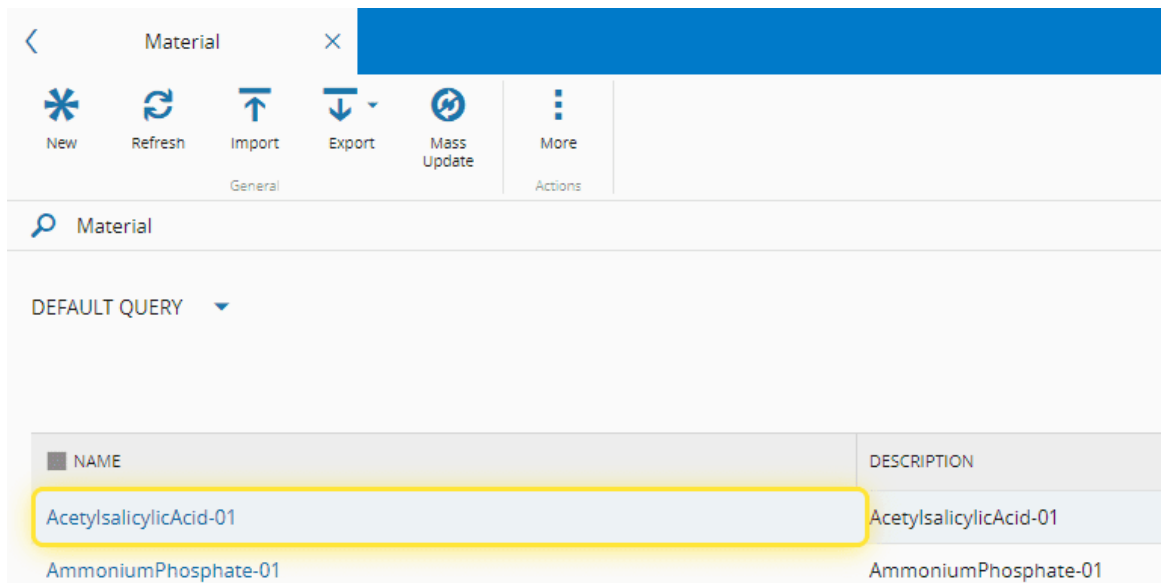 Material
New Refresh Import Export Mass Update More
General Actions
Material
DEFAULT QUERY
NAME DESCRIPTION
AcetylsalicylicAcid-01 AcetylsalicylicAcid-01
AmmoniumPhosphate-01 AmmoniumPhosphate-01